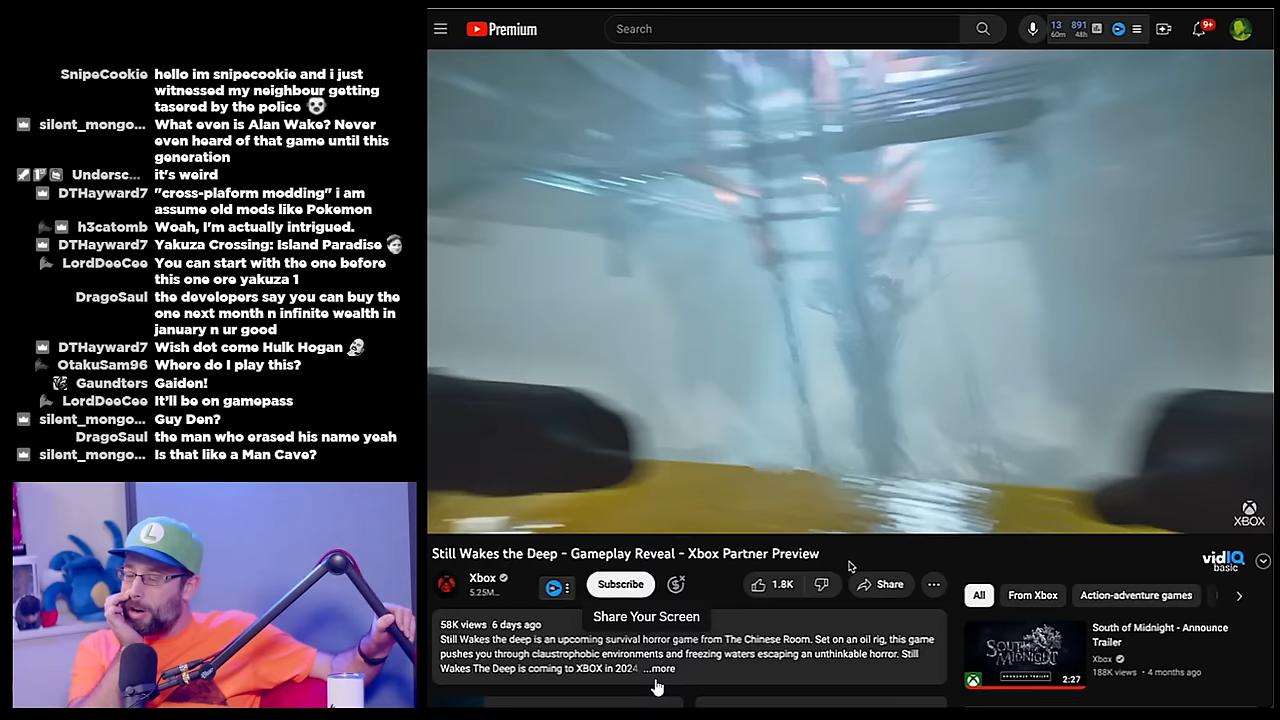 Premium
Search
13 891
60m 48h
9+
SnipeCookie hello im snipecookie and i just
witnessed my neighbour getting
tasered by the police
silent_mongo... What even is Alan Wake? Never
even heard of that game until this
generation
Undersc... it's weird
DTHayward7 "cross-plaform modding" i am
assume old mods like Pokemon
h3catomb Woah, I'm actually intrigued.
DTHayward7 Yakuza Crossing: Island Paradise
LordDeeCee You can start with the one before
this one ore yakuza 1
DragoSaul the developers say you can buy the
one next month n infinite wealth in
january n ur good
DTHayward7 Wish dot come Hulk Hogan
OtakuSam96 Where do I play this?
Gaundters Gaiden!
LordDeeCee It'll be on gamepass
silent_mongo... Guy Den?
DragoSaul the man who erased his name yeah
silent_mongo... Is that like a Man Cave?
L
XBOX
Still Wakes the Deep - Gameplay Reveal - Xbox Partner Preview
vidIQ
basic
Xbox
5.25M...
Subscribe
1.8K
Share
...
Share Your Screen
58K views 6 days ago
Still Wakes the deep is an upcoming survival horror game from The Chinese Room. Set on an oil rig, this game
pushes you through claustrophobic environments and freezing waters escaping an unthinkable horror. Still
Wakes The Deep is coming to XBOX in 2024 ...more
All
From Xbox
Action-adventure games
SOUTH
OF
MIDNIGHT
ANNOUNCE TRAILER
2:27
South of Midnight - Announce
Trailer
Xbox
188K views • 4 months ago